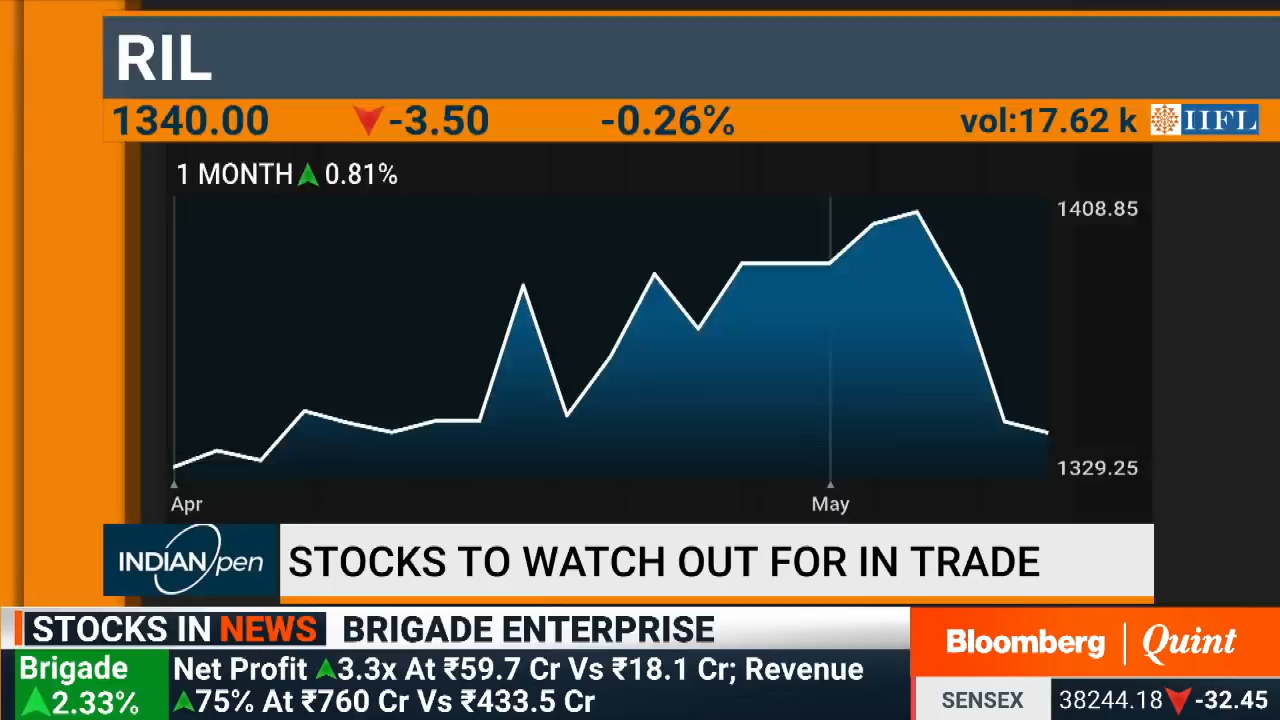 RIL
1340.00 -3.50 -0.26% vol:17.62 k IIFL
1 MONTH 0.81%
1408.85
1329.25
Apr May
INDIAN pen STOCKS TO WATCH OUT FOR IN TRADE
STOCKS IN NEWS BRIGADE ENTERPRISE
Brigade
2.33%
Net Profit 3.3x At ₹59.7 Cr Vs ₹18.1 Cr; Revenue
75% At ₹760 Cr Vs ₹433.5 Cr
Bloomberg | Quint
SENSEX 38244.18 -32.45